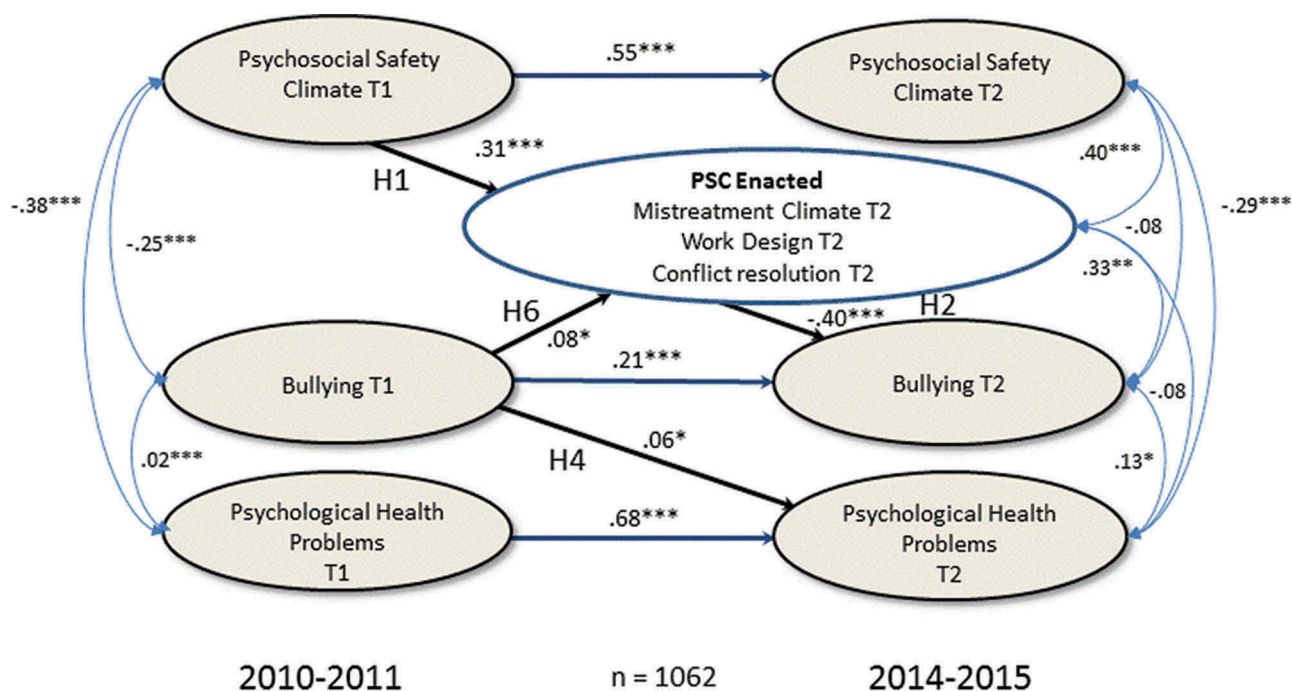 Psychosocial Safety
Climate T1
.55***
Psychosocial Safety
Climate T2
.31***
H1
.40***
PSC Enacted
Mistreatment Climate T2
Work Design T2
Conflict resolution T2
-.38***
-.25***
-.08
-.29***
.33**
H6
.08*
-.40***
H2
Bullying T1
.21***
Bullying T2
-.08
.06*
H4
.02***
.13*
Psychological Health
Problems
T1
.68***
Psychological Health
Problems
T2
2010-2011
n = 1062
2014-2015